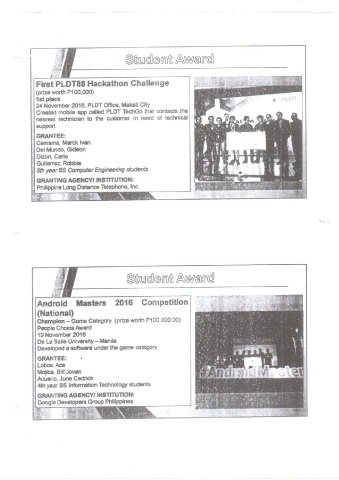 Student Award
First PLDT88 Hackathon Challenge
(prize worth P100,000)
1st place
24 November 2016, PLDT Office, Makati City
Created mobile app called PLDT TechGo that contacts the
nearest technician to the customer in need of technical
support.
GRANTEE:
Camama, Marck Ivan
Del Mundo, Gideon
Dizon, Carlo
Gutierrez, Robbie
5th year BS Computer Engineering students
GRANTING AGENCY/ INSTITUTION:
Philippine Long Distance Telephone, Inc
Student Award
Android Masters 2016 Competition
(National)
Champion – Game Category (prize worth P100,000.00)
People Choice Award
19 November 2016
De La Salle University – Manila
Developed a software under the game category
GRANTEE:
Lobos, Ace
Mojica, Bill Jovan
Acuario, June Cedrick
4th year BS Information Technology students
GRANTING AGENCY/ INSTITUTION:
Google Developers Group Philippines
#AndroidMaster